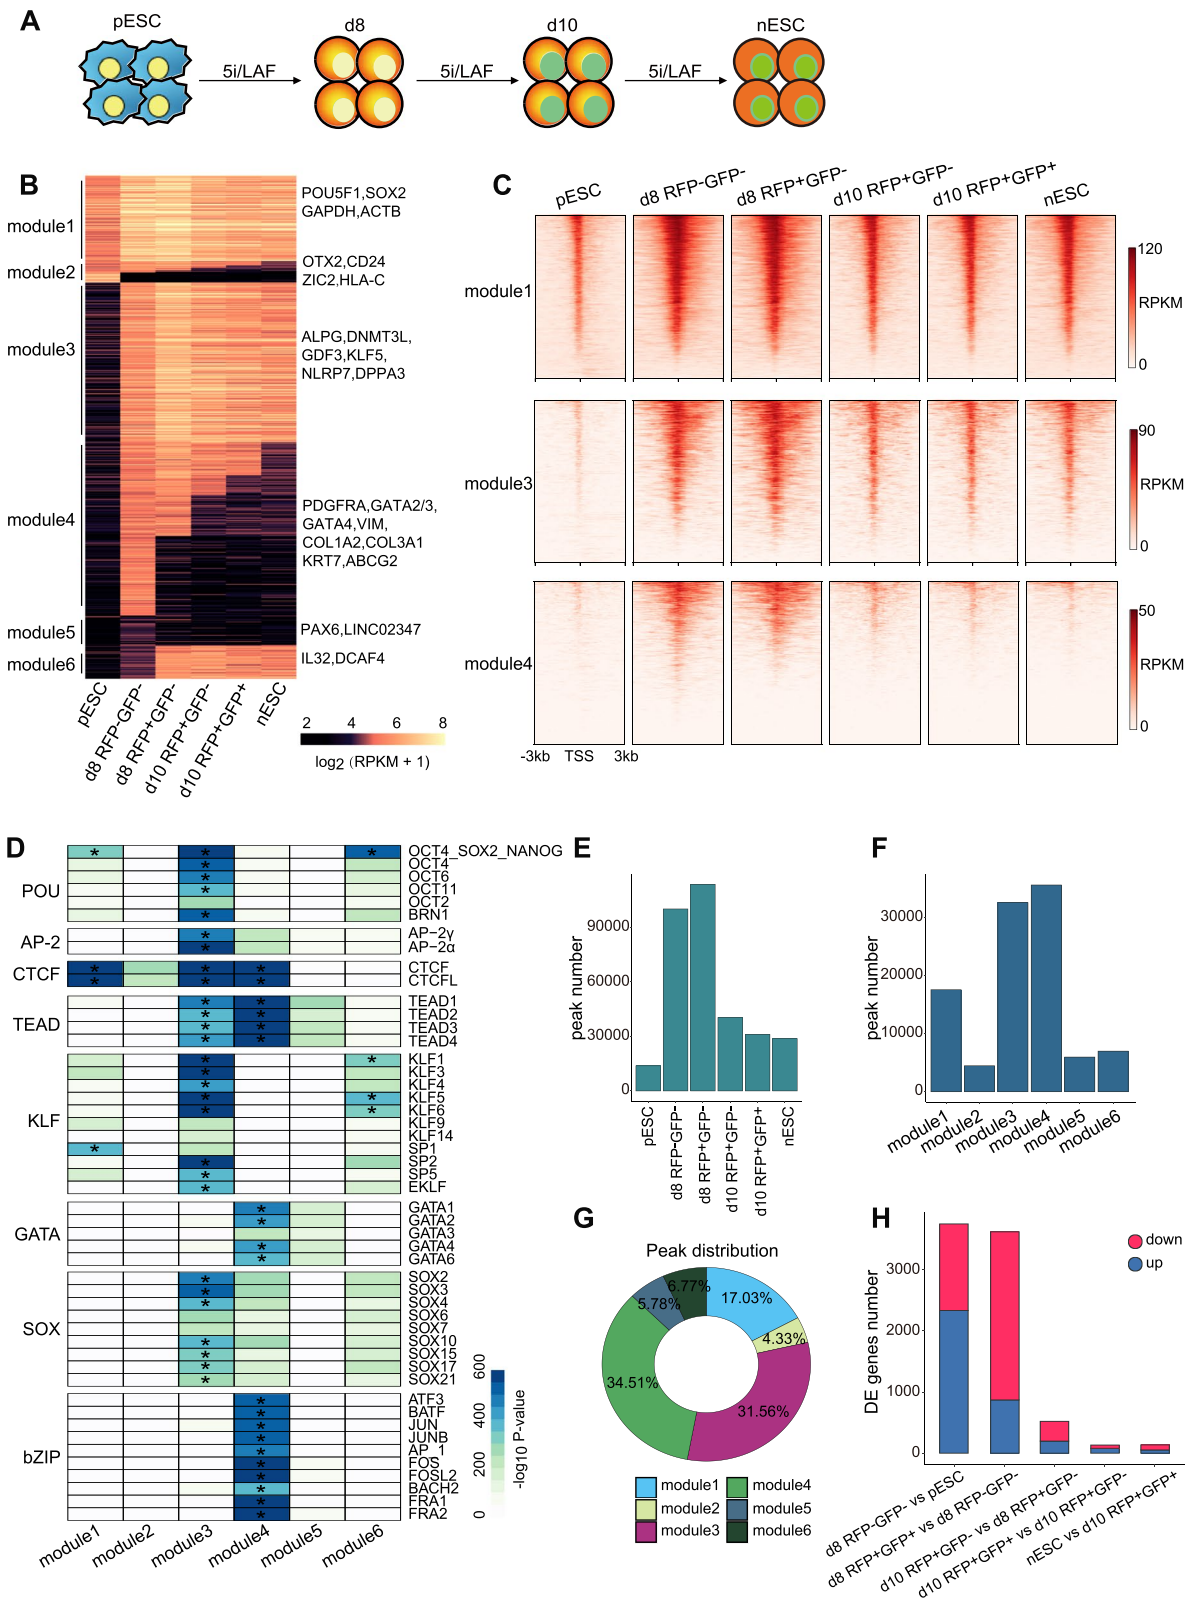 A
pESC
d8
d10
nESC
5i/LAF
5i/LAF
5i/LAF
B
module1
module2
module3
module4
module5
module6
POU5F1,SOX2
GAPDH,ACTB
OTX2,CD24
ZIC2,HLA-C
ALPG,DNMT3L,
GDF3,KLF5,
NLRP7,DPPA3
PDGFRA,GATA2/3,
GATA4,VIM,
COL1A2,COL3A1
KRT7,ABCG2
PAX6,LINC02347
IL32,DCAF4
pESC
d8 RFP-GFP-
d8 RFP+GFP-
d10 RFP+GFP-
d10 RFP+GFP+
nESC
2 4 6 8
log2 (RPKM + 1)
C
pESC
d8 RFP-GFP-
d8 RFP+GFP-
d10 RFP+GFP-
d10 RFP+GFP+
nESC
module1
120
RPKM
0
module3
90
RPKM
0
module4
50
RPKM
0
-3kb TSS 3kb
D
POU
OCT4_SOX2_NANOG
OCT4
OCT6
OCT11
OCT2
BRN1
AP-2
AP−2γ
AP−2α
CTCF
CTCF
CTCFL
TEAD
TEAD1
TEAD2
TEAD3
TEAD4
KLF
KLF1
KLF3
KLF4
KLF5
KLF6
KLF9
KLF14
SP1
SP2
SP5
EKLF
GATA
GATA1
GATA2
GATA3
GATA4
GATA6
SOX
SOX2
SOX3
SOX4
SOX6
SOX7
SOX10
SOX15
SOX17
SOX21
bZIP
ATF3
BATF
JUN
JUNB
AP_1
FOS
FOSL2
BACH2
FRA1
FRA2
module1
module2
module3
module4
module5
module6
0 200 400 600
-log10 P-value
E
peak number
90000
60000
30000
0
pESC
d8 RFP-GFP-
d8 RFP+GFP-
d10 RFP+GFP-
d10 RFP+GFP+
nESC
F
peak number
30000
20000
10000
0
module1
module2
module3
module4
module5
module6
G
Peak distribution
6.77%
17.03%
5.78%
4.33%
34.51%
31.56%
module1
module2
module3
module4
module5
module6
H
DE genes number
3000
2000
1000
0
down
up
d8 RFP-GFP- vs pESC
d8 RFP+GFP+ vs d8 RFP-GFP-
d10 RFP+GFP- vs d8 RFP+GFP-
d10 RFP+GFP+ vs d10 RFP+GFP-
nESC vs d10 RFP+GFP+